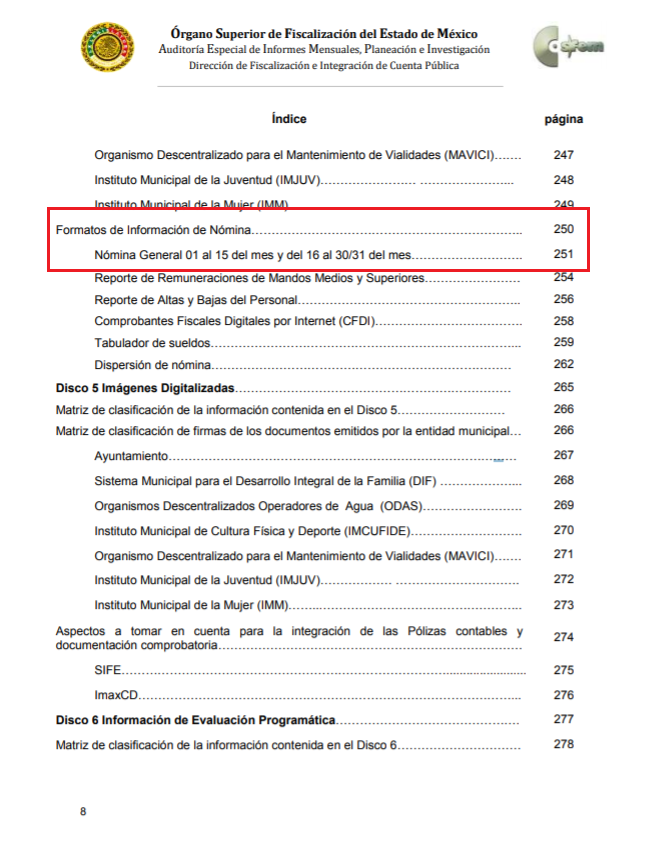 Órgano Superior de Fiscalización del Estado de México
Auditoría Especial de Informes Mensuales, Planeación e Investigación
Dirección de Fiscalización e Integración de Cuenta Pública
osfem
Índice página
Organismo Descentralizado para el Mantenimiento de Vialidades (MAVICI)……. 247
Instituto Municipal de la Juventud (IMJUV)…………………… …………………... 248
Instituto Municipal de la Mujer (IMM) 249
Formatos de Información de Nómina…………………………………………………….. 250
Nómina General 01 al 15 del mes y del 16 al 30/31 del mes………………………. 251
Reporte de Remuneraciones de Mandos Medios y Superiores…………………… 254
Reporte de Altas y Bajas del Personal……………………………………………….. 256
Comprobantes Fiscales Digitales por Internet (CFDI)………………………………. 258
Tabulador de sueldos…………………………………………………………………... 259
Dispersión de nómina………………………………………………………………… 262
Disco 5 Imágenes Digitalizadas…………………………………………………………… 265
Matriz de clasificación de la información contenida en el Disco 5……………………… 266
Matriz de clasificación de firmas de los documentos emitidos por la entidad municipal… 266
Ayuntamiento…………………………………………………………………………… 267
Sistema Municipal para el Desarrollo Integral de la Familia (DIF) ………………... 268
Organismos Descentralizados Operadores de Agua (ODAS)……………………. 269
Instituto Municipal de Cultura Física y Deporte (IMCUFIDE)………………………. 270
Organismo Descentralizado para el Mantenimiento de Vialidades (MAVICI)……. 271
Instituto Municipal de la Juventud (IMJUV)……………… …………………………. 272
Instituto Municipal de la Mujer (IMM)……...………………………………………….. 273
Aspectos a tomar en cuenta para la integración de las Pólizas contables y
documentación comprobatoria………………………………………………………………… 274
SIFE………………………………………………………………………........................ 275
ImaxCD…………………………………………………………………………………... 276
Disco 6 Información de Evaluación Programática……………………………………… 277
Matriz de clasificación de la información contenida en el Disco 6………………………… 278
8